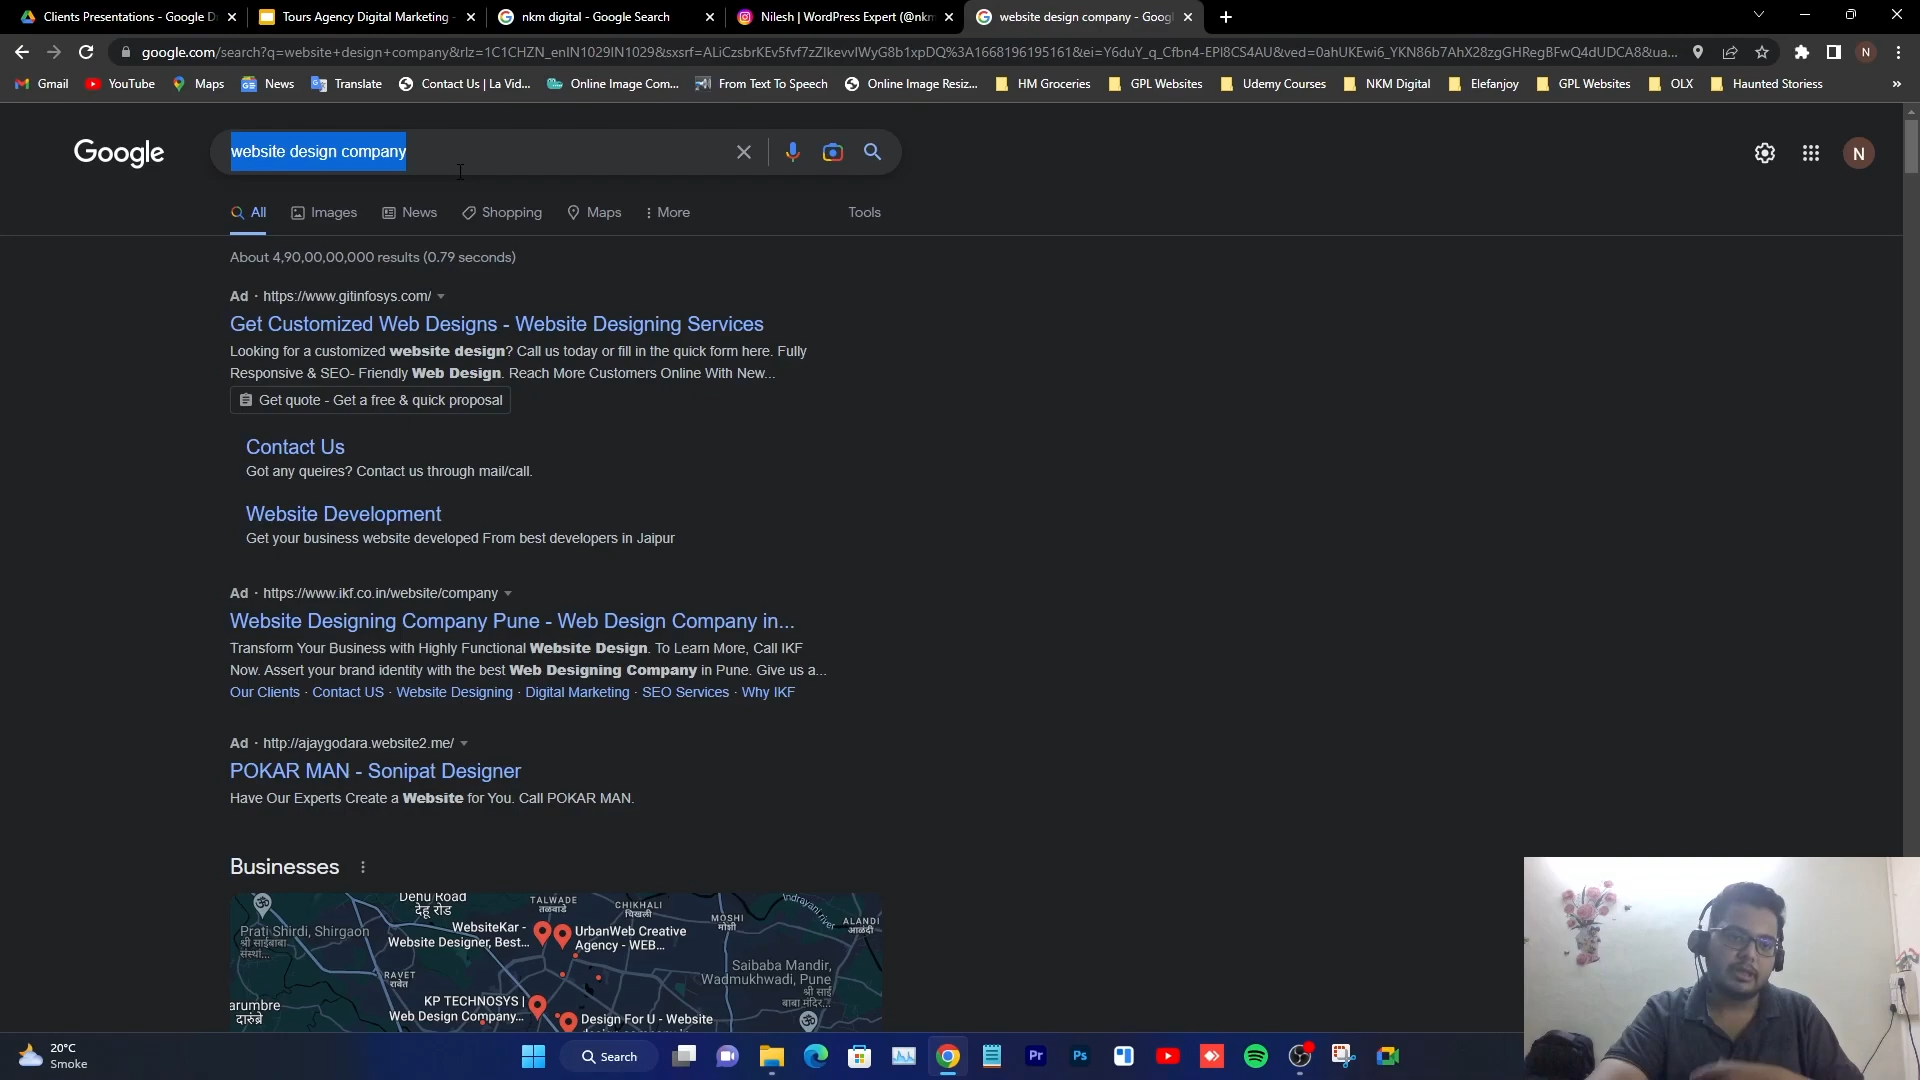 Clients Presentations - Google Dr
Tours Agency Digital Marketing -
nkm digital - Google Search
Nilesh | WordPress Expert (@nkm
website design company - Googl
google.com/search?q=website+design+company&rlz=1C1CHZN_enIN1029IN1029&sxsrf=ALiCzsbrKEv5fvf7zZlkevvIWyG8b1xpDQ%3A1668196195161&ei=Y6duY_q_Cfbn4-EPl8CS4AU&ved=0ahUKEwi6_YKN86b7AhX28zgGHRegBFwQ4dUDCA8&ua...
N
Gmail
YouTube
Maps
News
Translate
Contact Us | La Vid...
Online Image Com...
From Text To Speech
Online Image Resiz...
HM Groceries
GPL Websites
Udemy Courses
NKM Digital
Elefanjoy
GPL Websites
OLX
Haunted Storiess
»
Google
website design company
N
All
Images
News
Shopping
Maps
More
Tools
About 4,90,00,00,000 results (0.79 seconds)
Ad · https://www.gitinfosys.com/
Get Customized Web Designs - Website Designing Services
Looking for a customized website design? Call us today or fill in the quick form here. Fully
Responsive & SEO- Friendly Web Design. Reach More Customers Online With New...
Get quote - Get a free & quick proposal
Contact Us
Got any queires? Contact us through mail/call.
Website Development
Get your business website developed From best developers in Jaipur
Ad · https://www.ikf.co.in/website/company
Website Designing Company Pune - Web Design Company in...
Transform Your Business with Highly Functional Website Design. To Learn More, Call IKF
Now. Assert your brand identity with the best Web Designing Company in Pune. Give us a...
Our Clients · Contact US · Website Designing · Digital Marketing · SEO Services · Why IKF
Ad · http://ajaygodara.website2.me/
POKAR MAN - Sonipat Designer
Have Our Experts Create a Website for You. Call POKAR MAN.
Businesses
Dehu Road
देहू रोड
TALWADE
तळवाडे
CHIKHALI
चिखली
MOSHI
मोशी
Indrayani river
ALANDI
आळंदी
Prati Shirdi, Shirgaon
WebsiteKar -
Website Designer, Best...
UrbanWeb Creative
Agency - WEB...
RAVET
रावेत
Saibaba Mandir,
Wadmukhwadi, Pune
श्री साई
बाबा मंदिर...
KP TECHNOSYS |
Web Design Company...
arumbre
दारुंब्रे
Design For U - Website
20°C
Smoke
Search
Pr
Ps